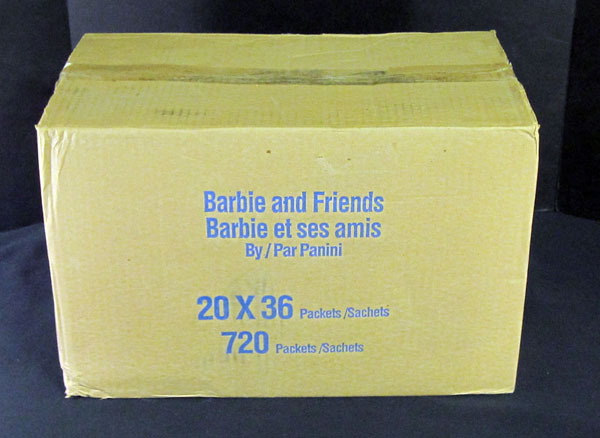 Barbie and Friends
Barbie et ses amis
By/Par Panini
20 X 36 Packets/Sachets
720 Packets/Sachets